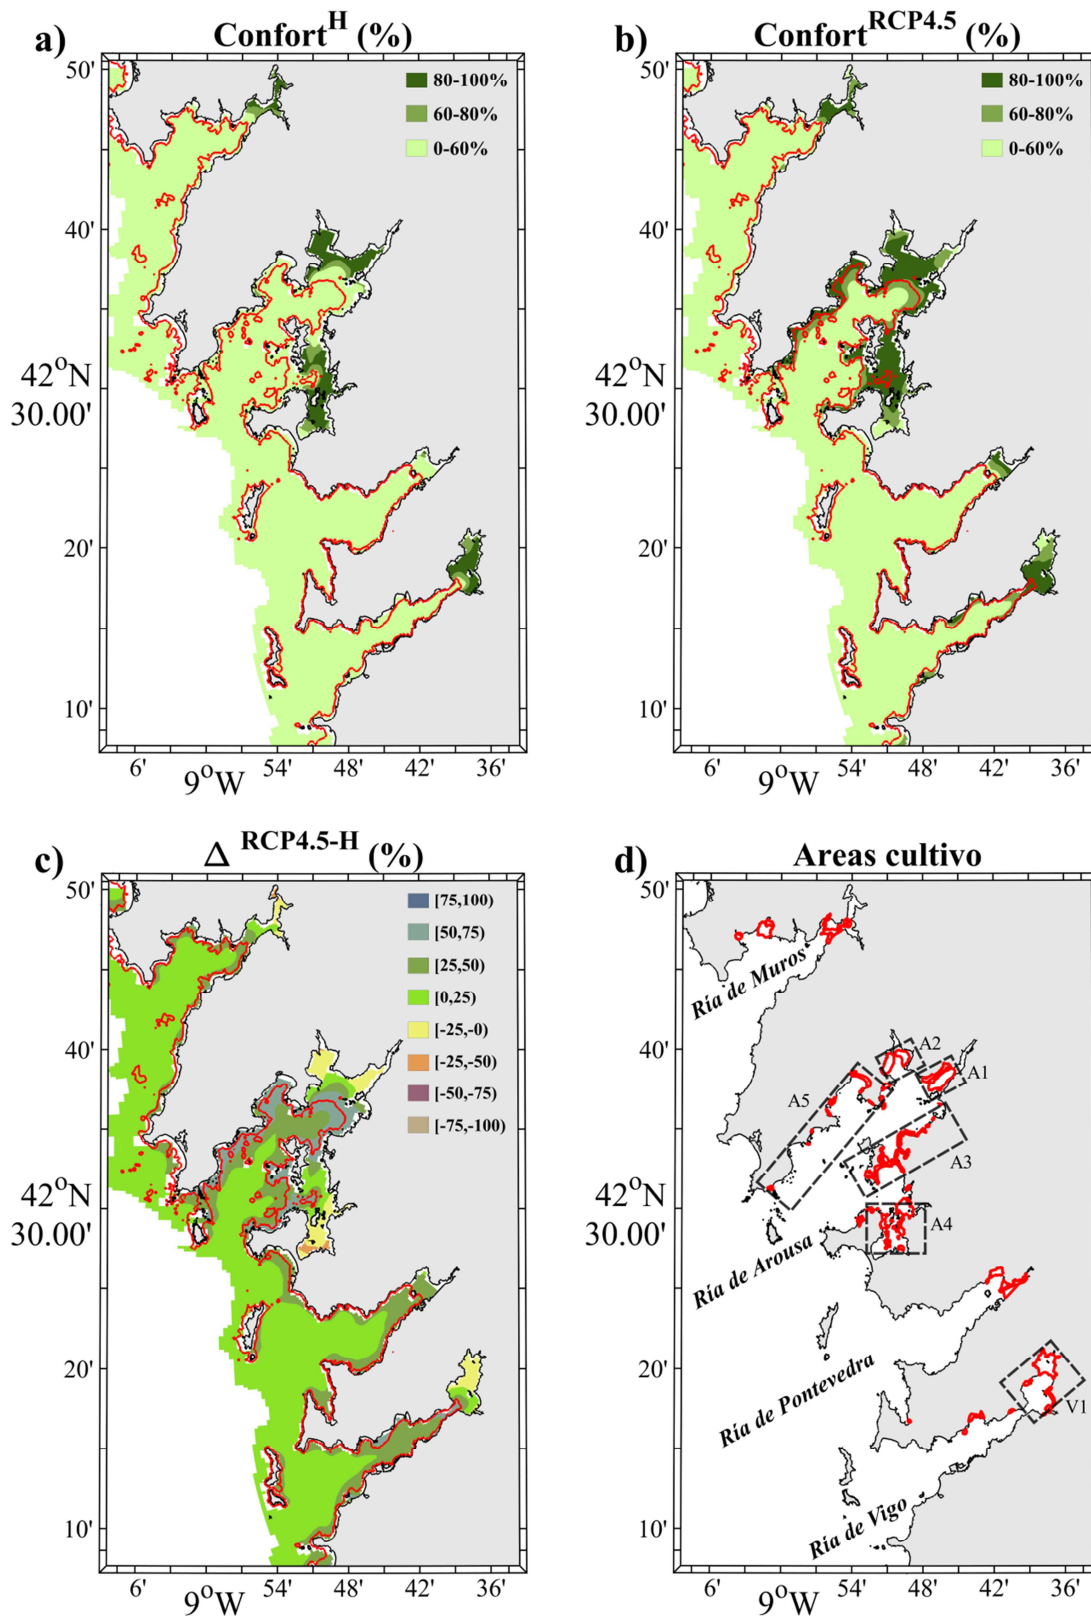 a)
Confort^H (%)
80-100%
60-80%
0-60%
50'
40'
42°N
30.00'
20'
10'
6'
9°W
54'
48'
42'
36'
b)
Confort^RCP4.5 (%)
80-100%
60-80%
0-60%
50'
40'
42°N
30.00'
20'
10'
6'
9°W
54'
48'
42'
36'
c)
Δ RCP4.5-H (%)
[75,100)
[50,75)
[25,50)
[0,25)
[-25,-0)
[-25,-50)
[-50,-75)
[-75,-100)
50'
40'
42°N
30.00'
20'
10'
6'
9°W
54'
48'
42'
36'
d)
Areas cultivo
Ría de Muros
A2
A1
A5
A3
A4
Ría de Arousa
Ría de Pontevedra
V1
Ría de Vigo
50'
40'
42°N
30.00'
20'
10'
6'
9°W
54'
48'
42'
36'